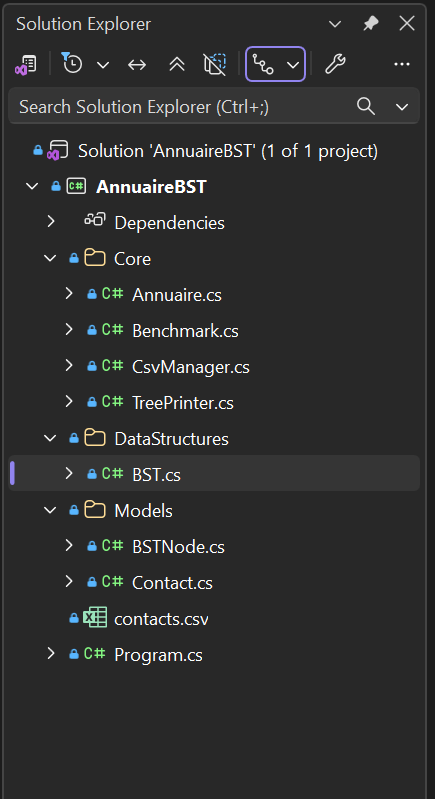 Solution Explorer
Search Solution Explorer (Ctrl+;)
Solution 'AnnuaireBST' (1 of 1 project)
C# AnnuaireBST
Dependencies
Core
C# Annuaire.cs
C# Benchmark.cs
C# CsvManager.cs
C# TreePrinter.cs
DataStructures
C# BST.cs
Models
C# BSTNode.cs
C# Contact.cs
contacts.csv
C# Program.cs